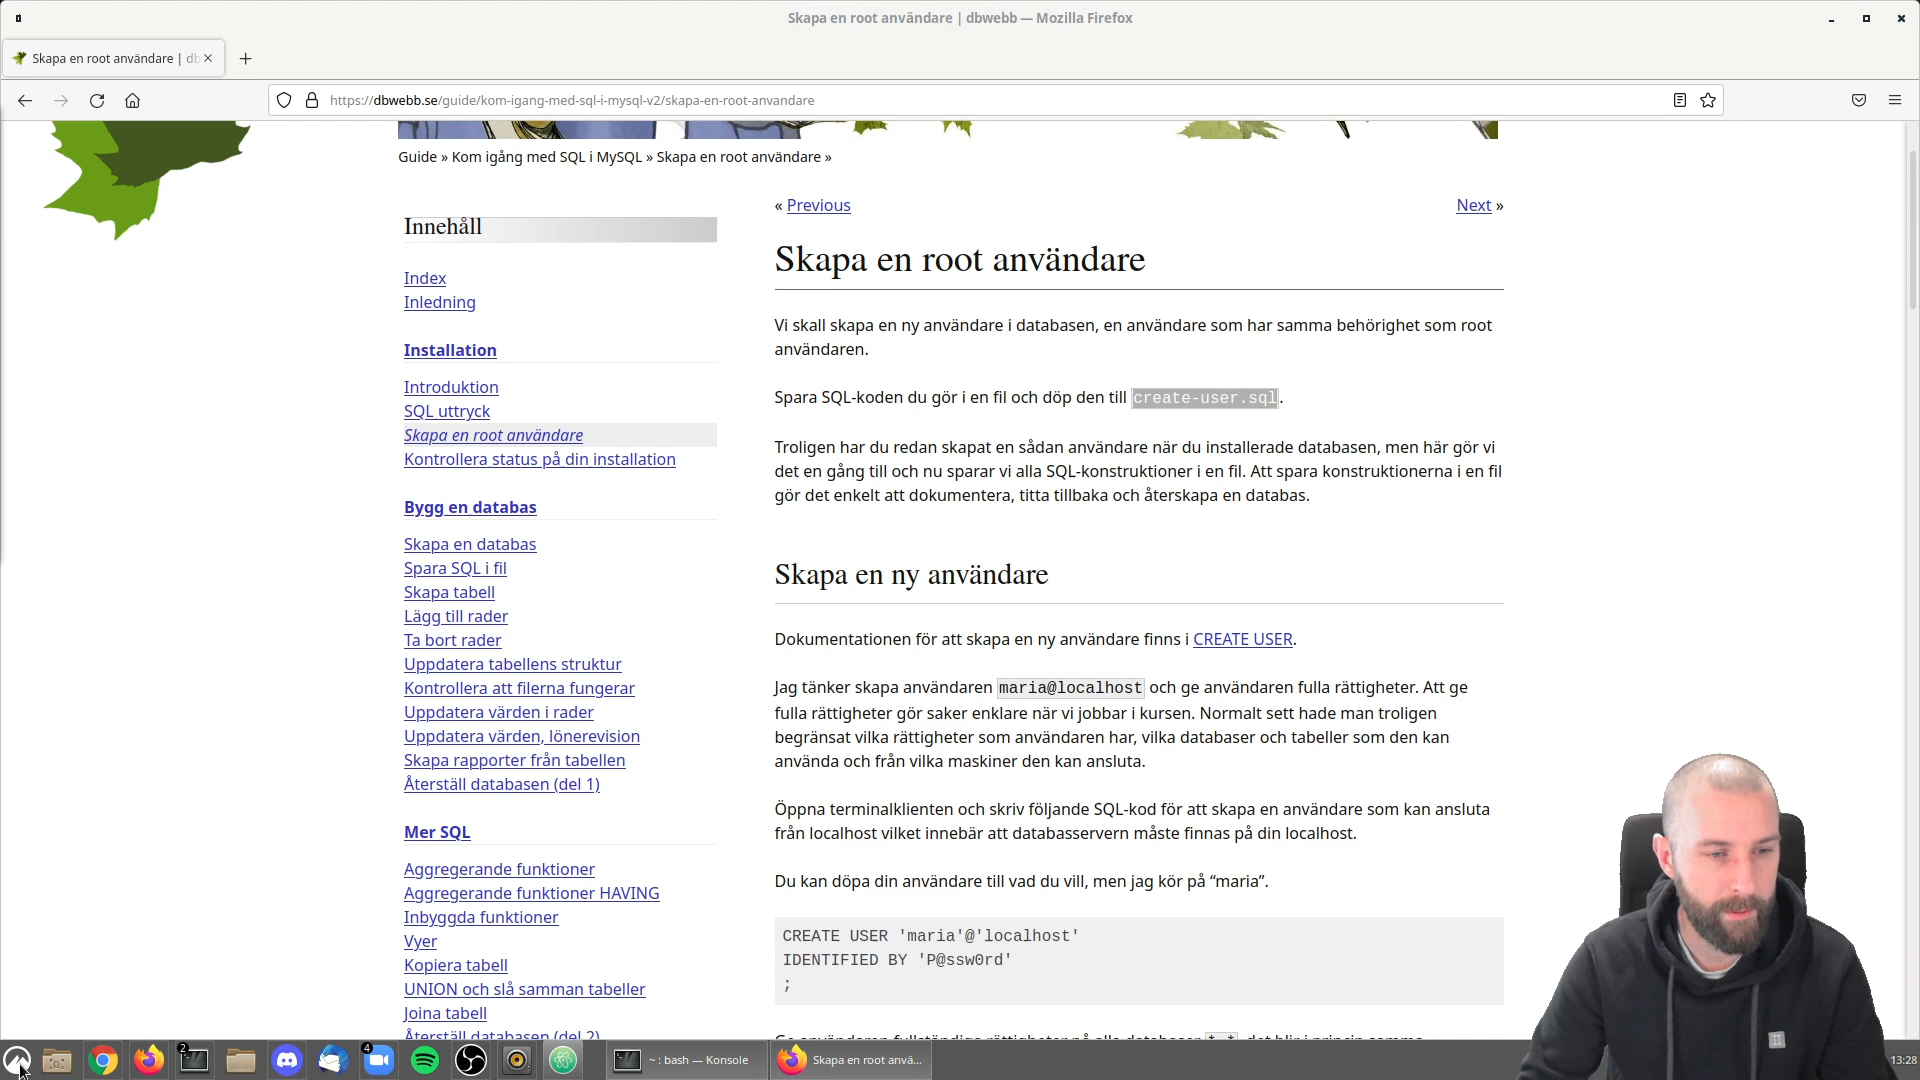 Skapa en root användare | dbwebb — Mozilla Firefox
Skapa en root användare | db
https://dbwebb.se/guide/kom-igang-med-sql-i-mysql-v2/skapa-en-root-anvandare
Guide » Kom igång med SQL i MySQL » Skapa en root användare »
« Previous
Next »
Innehåll
Index
Inledning
Installation
Introduktion
SQL uttryck
Skapa en root användare
Kontrollera status på din installation
Bygg en databas
Skapa en databas
Spara SQL i fil
Skapa tabell
Lägg till rader
Ta bort rader
Uppdatera tabellens struktur
Kontrollera att filerna fungerar
Uppdatera värden i rader
Uppdatera värden, lönerevision
Skapa rapporter från tabellen
Återställ databasen (del 1)
Mer SQL
Aggregerande funktioner
Aggregerande funktioner HAVING
Inbyggda funktioner
Vyer
Kopiera tabell
UNION och slå samman tabeller
Joina tabell
Återställ databasen (del 2)
Skapa en root användare
Vi skall skapa en ny användare i databasen, en användare som har samma behörighet som root
användaren.
Spara SQL-koden du gör i en fil och döp den till create-user.sql.
Troligen har du redan skapat en sådan användare när du installerade databasen, men här gör vi
det en gång till och nu sparar vi alla SQL-konstruktioner i en fil. Att spara konstruktionerna i en fil
gör det enkelt att dokumentera, titta tillbaka och återskapa en databas.
Skapa en ny användare
Dokumentationen för att skapa en ny användare finns i CREATE USER.
Jag tänker skapa användaren maria@localhost och ge användaren fulla rättigheter. Att ge
fulla rättigheter gör saker enklare när vi jobbar i kursen. Normalt sett hade man troligen
begränsat vilka rättigheter som användaren har, vilka databaser och tabeller som den kan
använda och från vilka maskiner den kan ansluta.
Öppna terminalklienten och skriv följande SQL-kod för att skapa en användare som kan ansluta
från localhost vilket innebär att databasservern måste finnas på din localhost.
Du kan döpa din användare till vad du vill, men jag kör på “maria”.
CREATE USER 'maria'@'localhost'
IDENTIFIED BY 'P@ssw0rd'
;
2
4
~ : bash — Konsole
Skapa en root anvä...
13:28